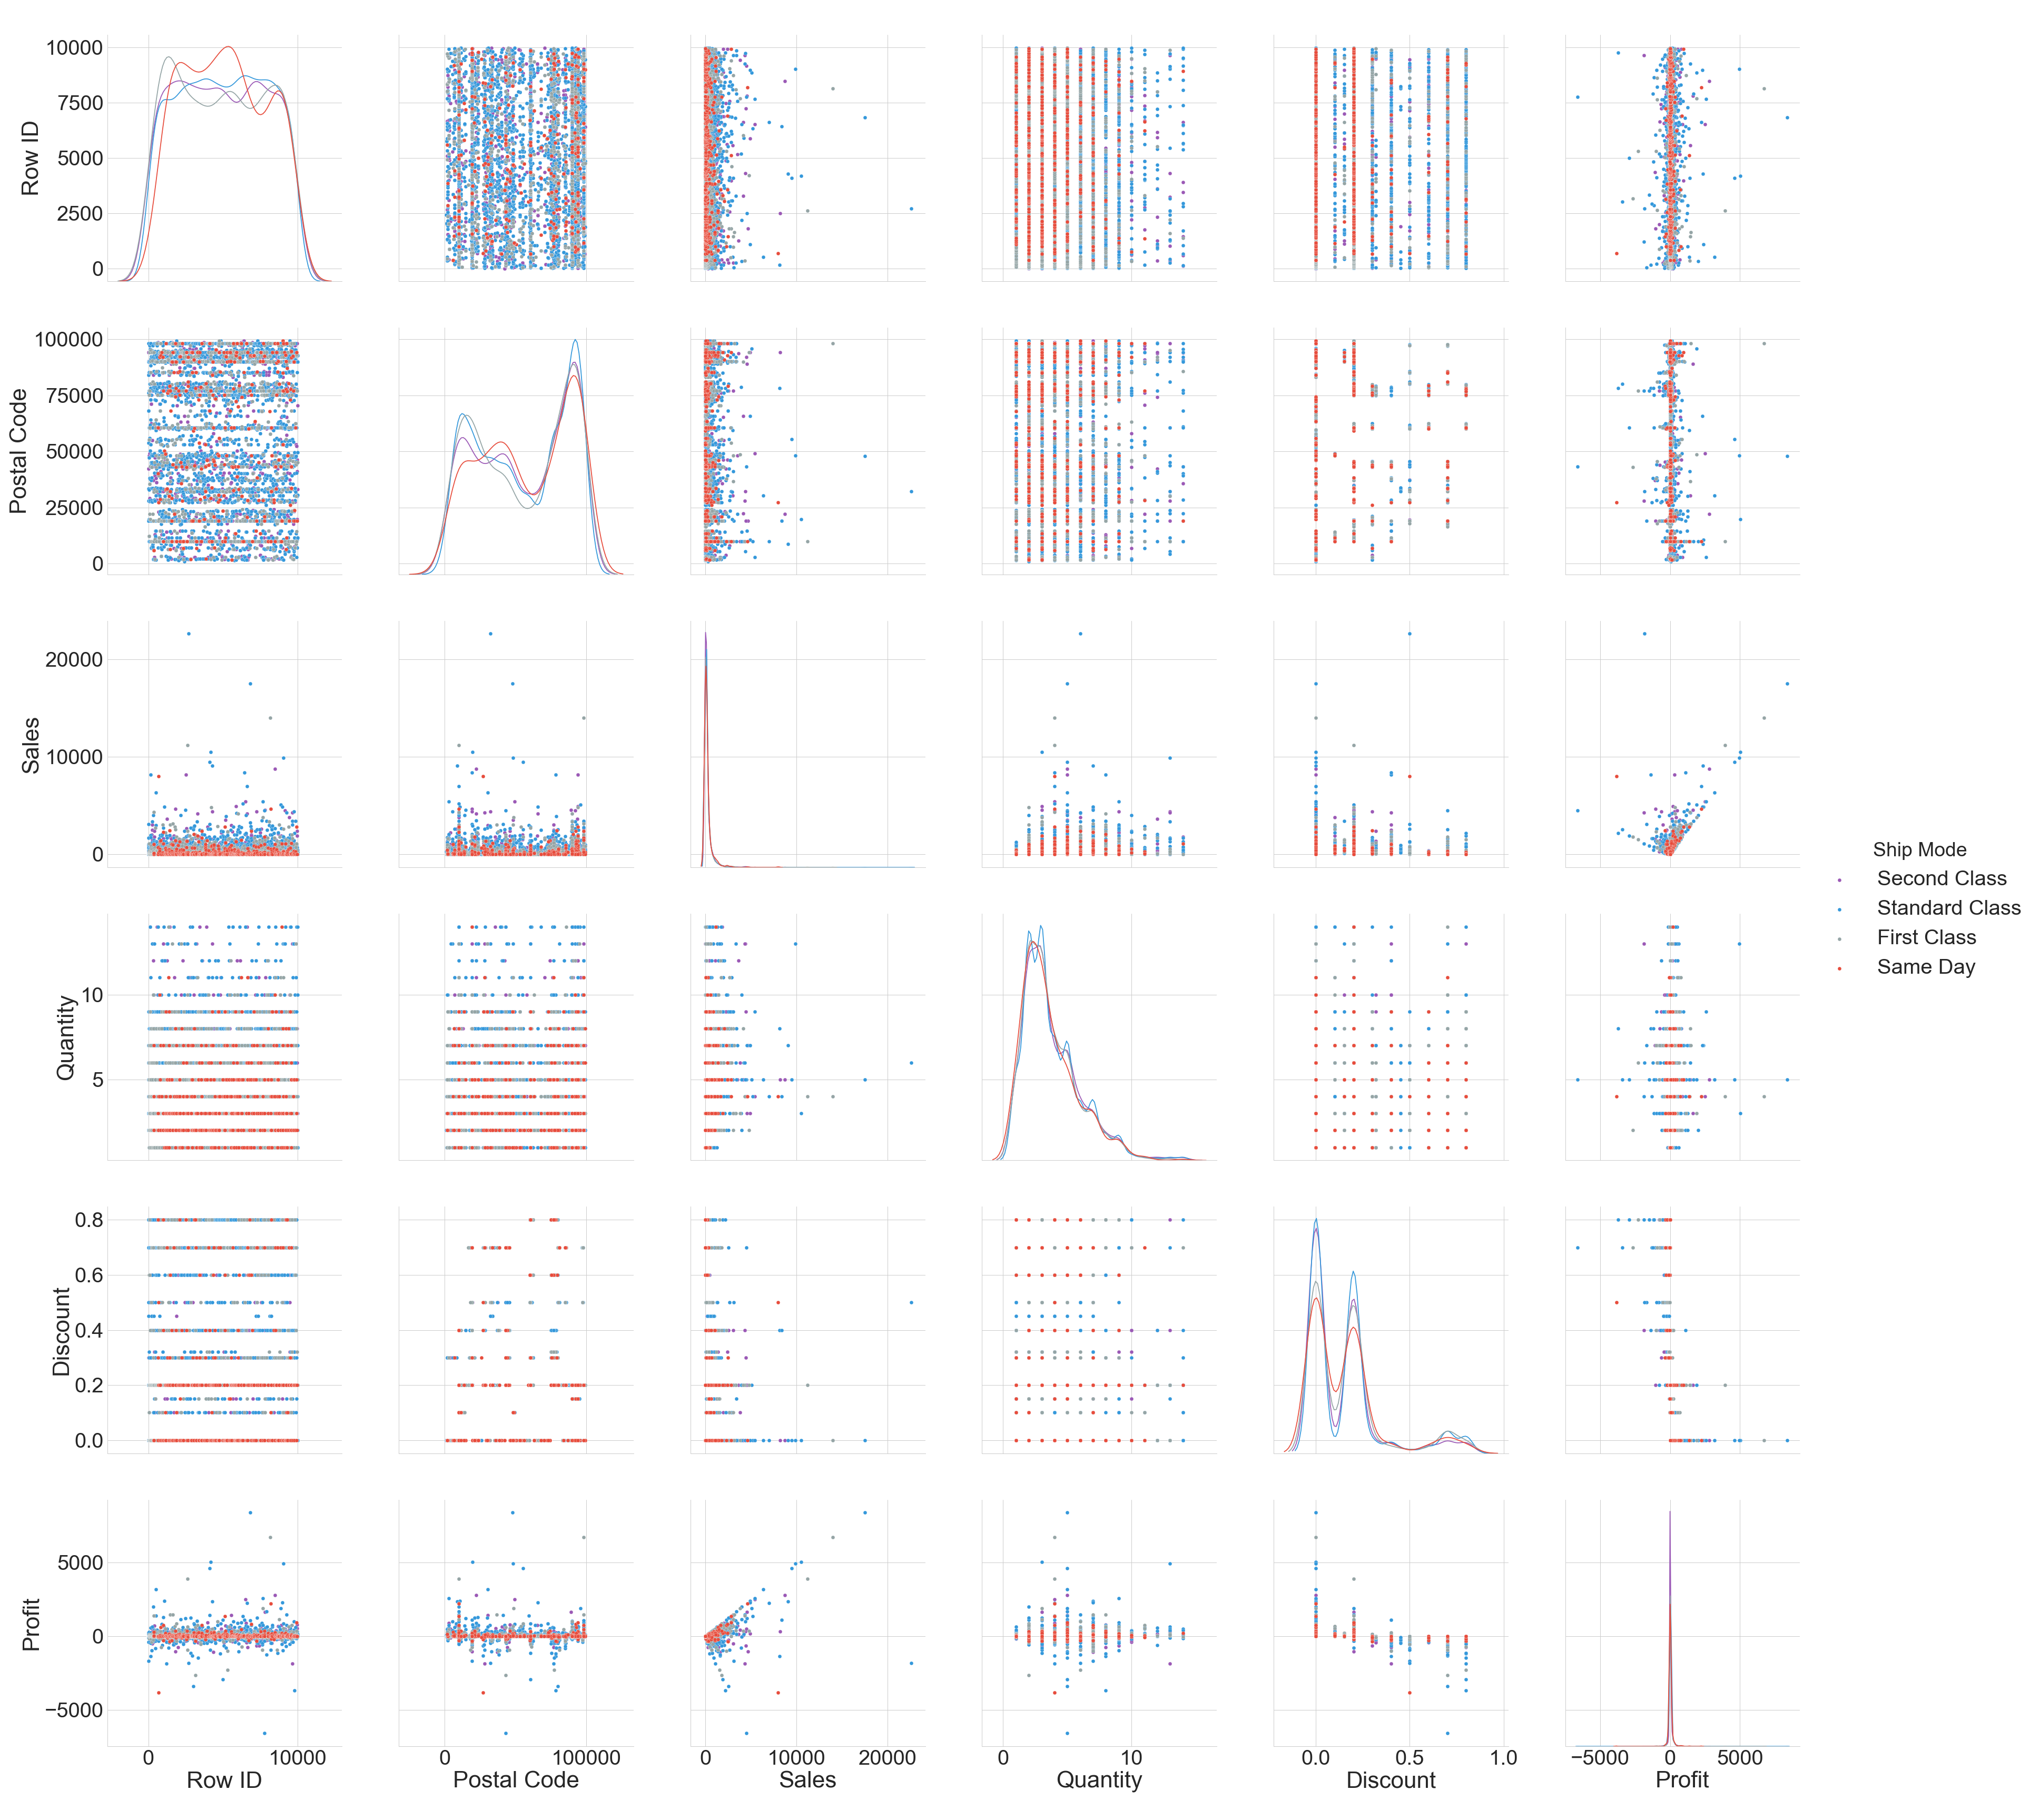 10000
7500
5000
2500
0
Row ID
100000
75000
50000
25000
0
Postal Code
20000
10000
0
Sales
10
5
Quantity
0.8
0.6
0.4
0.2
0.0
Discount
5000
0
−5000
Profit
0 10000
Row ID
0 100000
Postal Code
0 10000 20000
Sales
0 10
Quantity
0.0 0.5 1.0
Discount
−5000 0 5000
Profit
Ship Mode
Second Class
Standard Class
First Class
Same Day